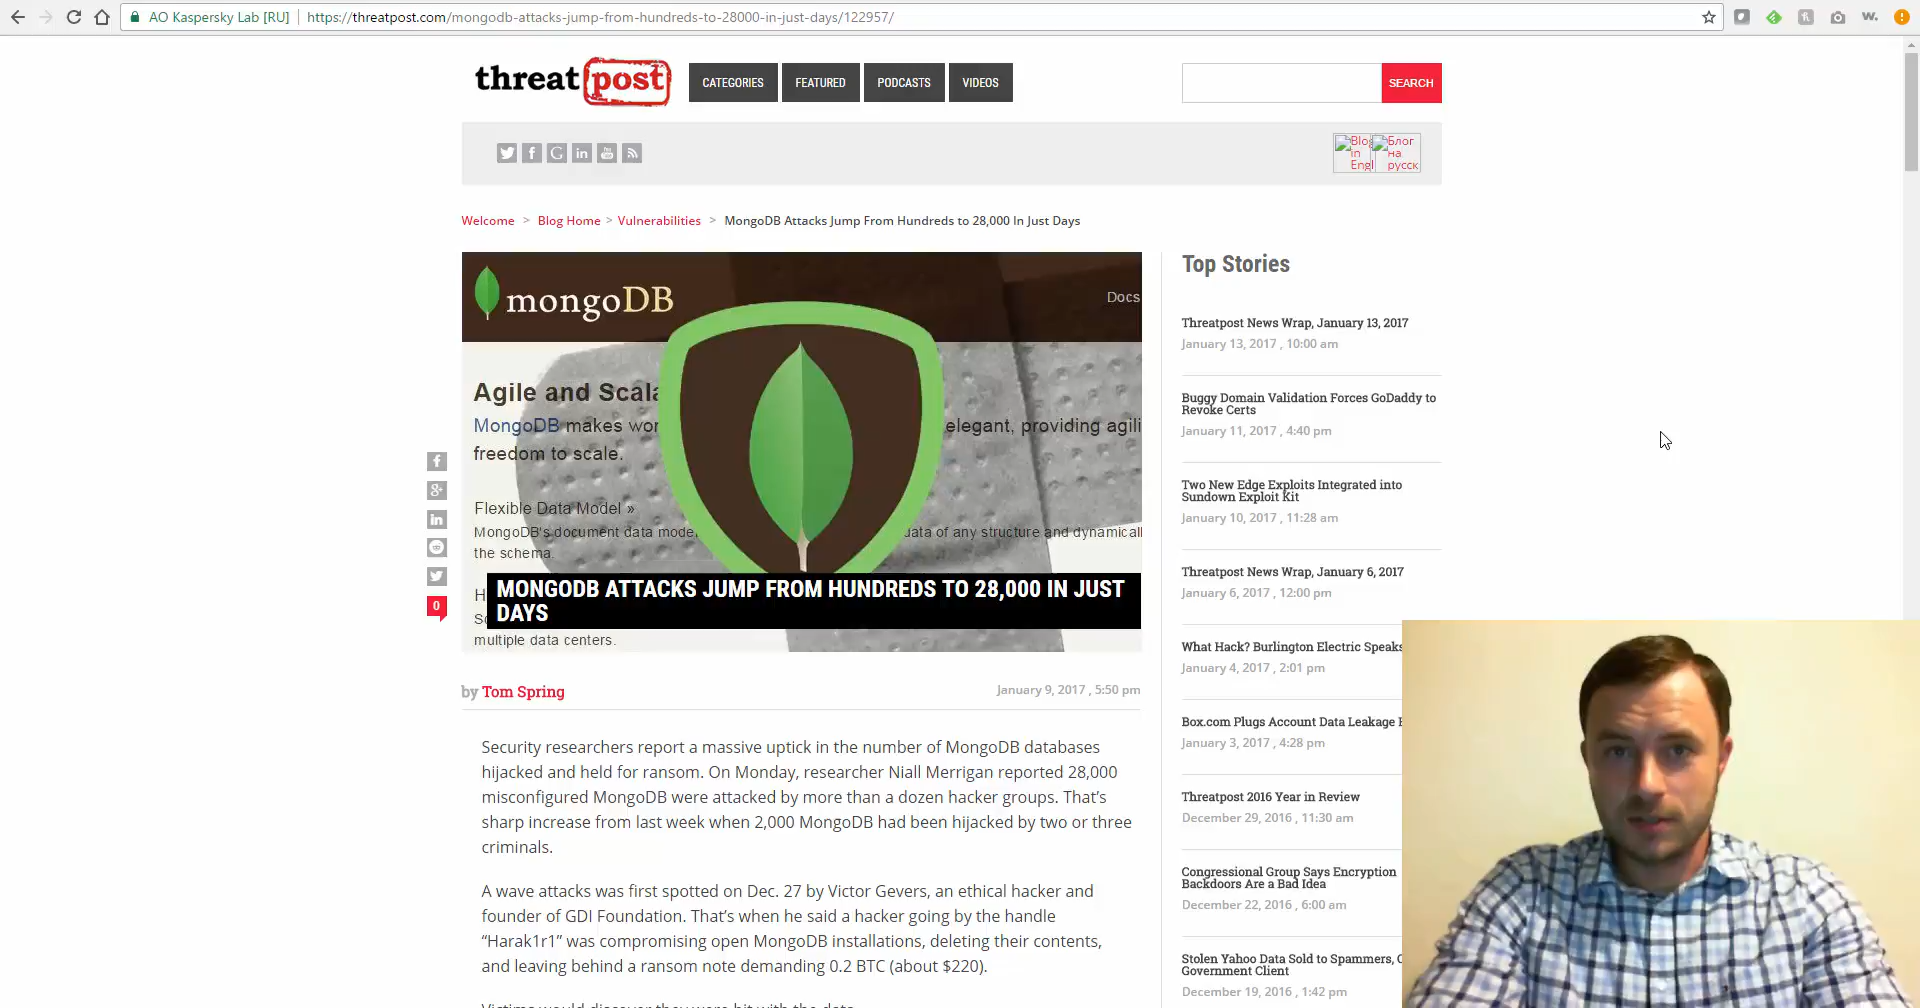 AO Kaspersky Lab [RU] https://threatpost.com/mongodb-attacks-jump-from-hundreds-to-28000-in-just-days/122957/
w.
threatpost
CATEGORIES
FEATURED
PODCASTS
VIDEOS
SEARCH
Blog
in
Engl
Блог
на
русск
Welcome > Blog Home > Vulnerabilities > MongoDB Attacks Jump From Hundreds to 28,000 In Just Days
mongoDB
Docs
Agile and Scala
MongoDB makes wor
elegant, providing agili
freedom to scale.
Flexible Data Model »
MongoDB's document data mode
data of any structure and dynamicall
the schema.
H
MONGODB ATTACKS JUMP FROM HUNDREDS TO 28,000 IN JUST
DAYS
Sc
multiple data centers.
0
by Tom Spring
January 9, 2017 , 5:50 pm
Security researchers report a massive uptick in the number of MongoDB databases
hijacked and held for ransom. On Monday, researcher Niall Merrigan reported 28,000
misconfigured MongoDB were attacked by more than a dozen hacker groups. That’s
sharp increase from last week when 2,000 MongoDB had been hijacked by two or three
criminals.
A wave attacks was first spotted on Dec. 27 by Victor Gevers, an ethical hacker and
founder of GDI Foundation. That’s when he said a hacker going by the handle
“Harak1r1” was compromising open MongoDB installations, deleting their contents,
and leaving behind a ransom note demanding 0.2 BTC (about $220).
Victims would discover they were hit with the data
Top Stories
Threatpost News Wrap, January 13, 2017
January 13, 2017 , 10:00 am
Buggy Domain Validation Forces GoDaddy to
Revoke Certs
January 11, 2017 , 4:40 pm
Two New Edge Exploits Integrated into
Sundown Exploit Kit
January 10, 2017 , 11:28 am
Threatpost News Wrap, January 6, 2017
January 6, 2017 , 12:00 pm
What Hack? Burlington Electric Speaks
January 4, 2017 , 2:01 pm
Box.com Plugs Account Data Leakage
January 3, 2017 , 4:28 pm
Threatpost 2016 Year in Review
December 29, 2016 , 11:30 am
Congressional Group Says Encryption
Backdoors Are a Bad Idea
December 22, 2016 , 6:00 am
Stolen Yahoo Data Sold to Spammers,
Government Client
December 19, 2016 , 1:42 pm